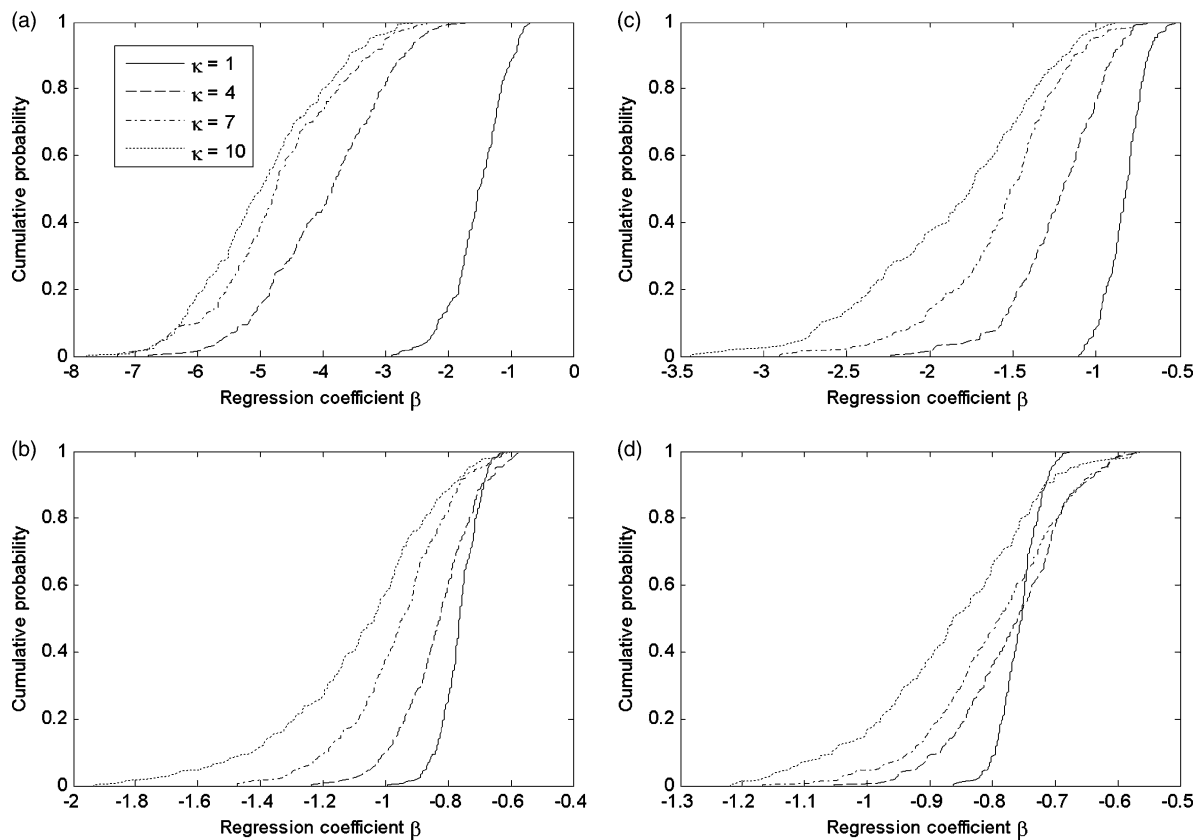 (a)
1
0.8
0.6
0.4
0.2
0
κ = 1
κ = 4
κ = 7
κ = 10
-8 -7 -6 -5 -4 -3 -2 -1 0
Cumulative probability
Regression coefficient β
(c)
1
0.8
0.6
0.4
0.2
0
-3.5 -3 -2.5 -2 -1.5 -1 -0.5
Cumulative probability
Regression coefficient β
(b)
1
0.8
0.6
0.4
0.2
0
-2 -1.8 -1.6 -1.4 -1.2 -1 -0.8 -0.6 -0.4
Cumulative probability
Regression coefficient β
(d)
1
0.8
0.6
0.4
0.2
0
-1.3 -1.2 -1.1 -1 -0.9 -0.8 -0.7 -0.6 -0.5
Cumulative probability
Regression coefficient β